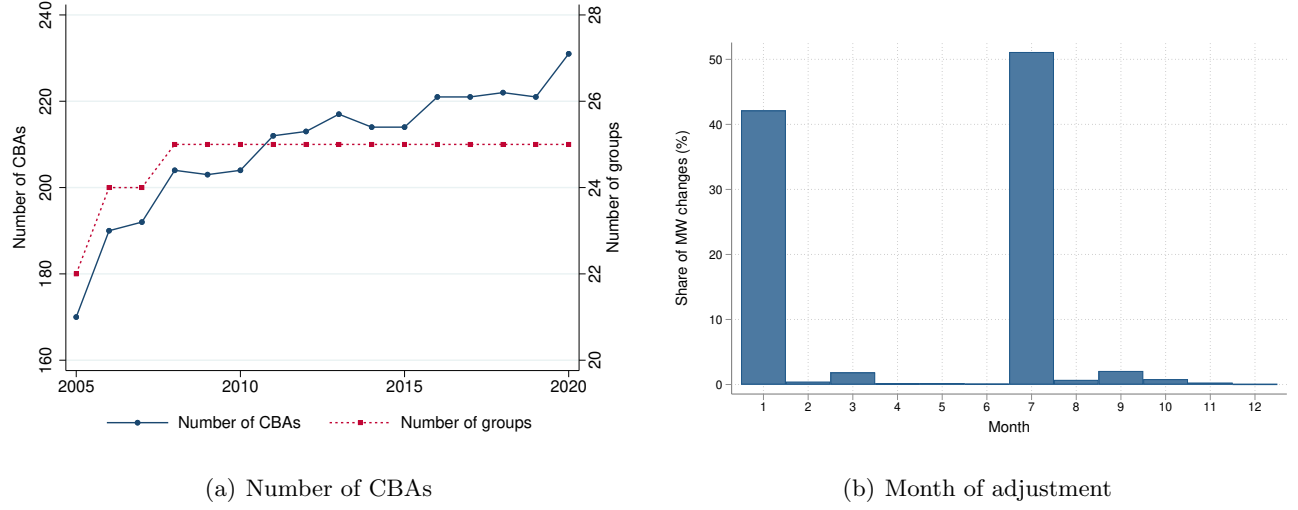 240
220
200
180
160
Number of CBAs
28
26
24
22
20
Number of groups
2005 2010 2015 2020
Number of CBAs Number of groups
(a) Number of CBAs
50
40
30
20
10
0
Share of MW changes (%)
1 2 3 4 5 6 7 8 9 10 11 12
Month
(b) Month of adjustment